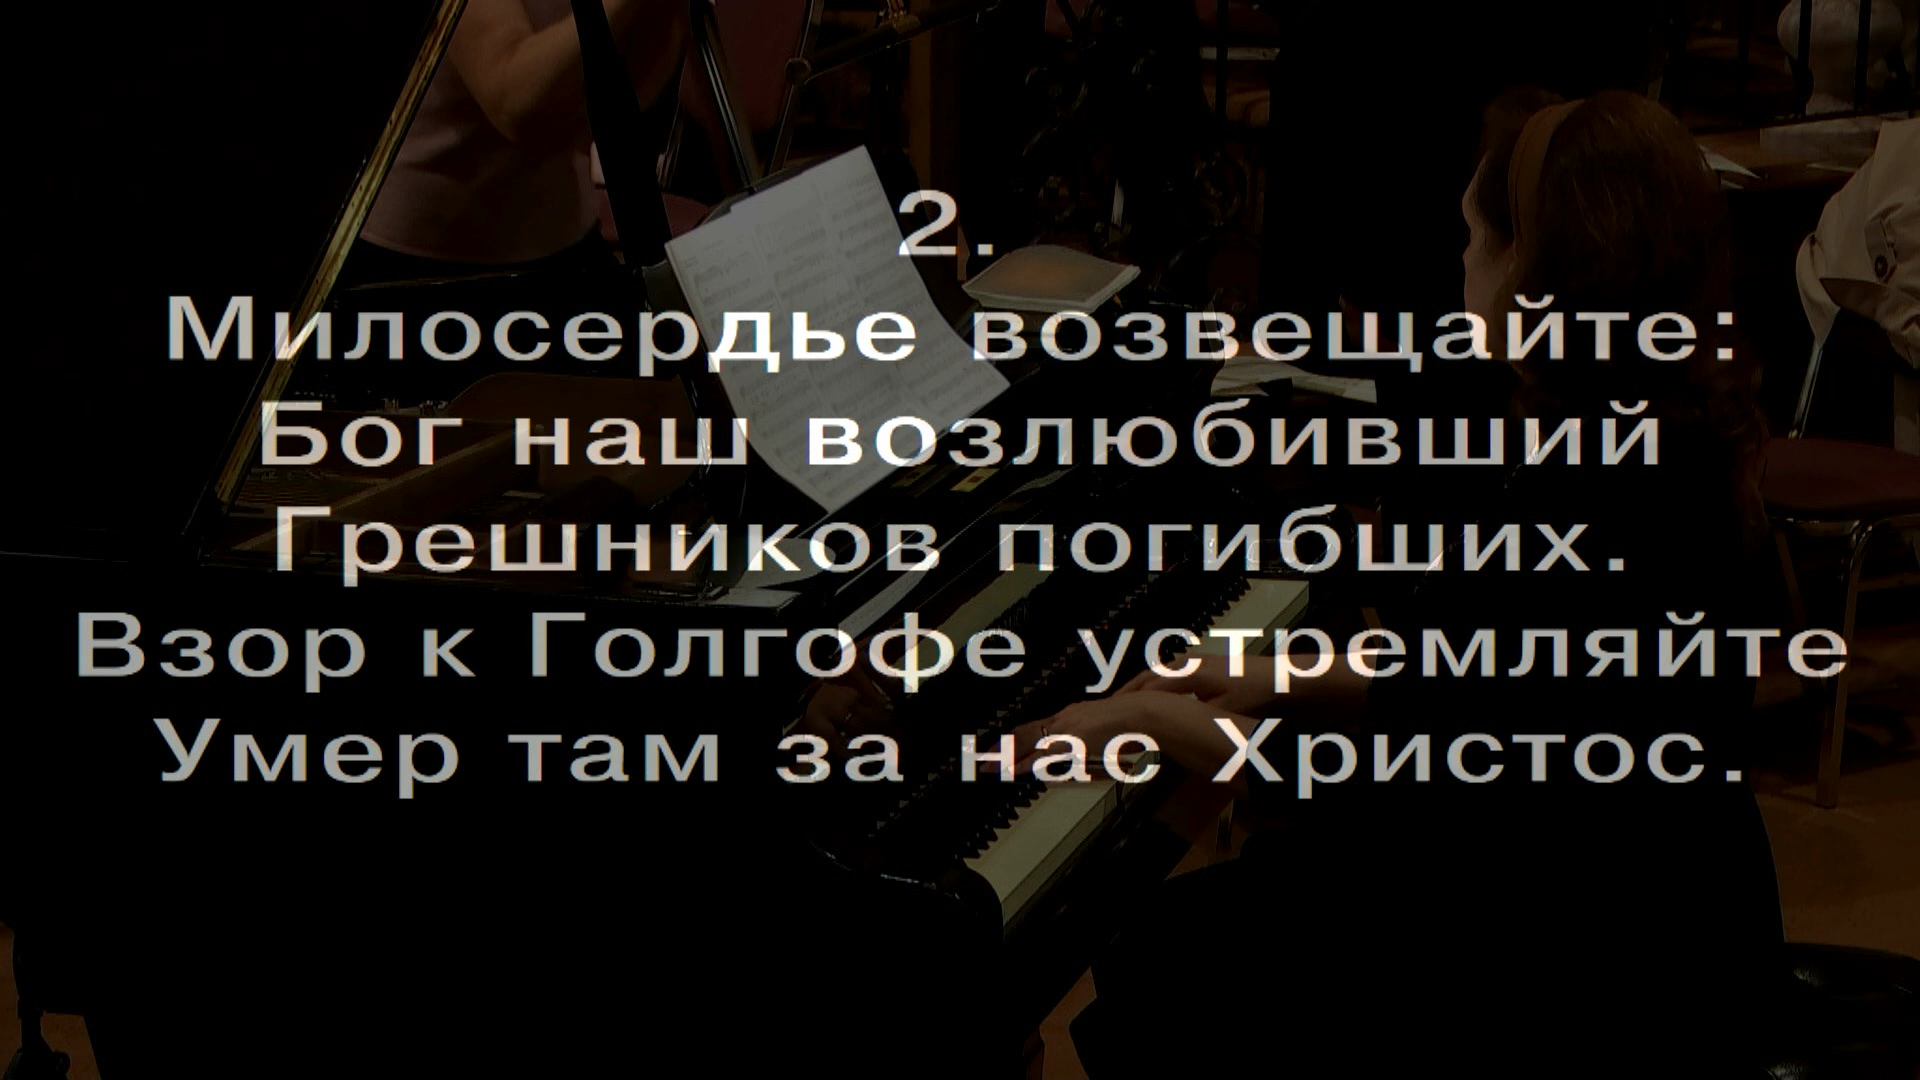 2.
Милосердье возвещайте:
Бог наш возлюбивший
Грешников погибших.
Взор к Голгофе устремляйте
Умер там за нас Христос.